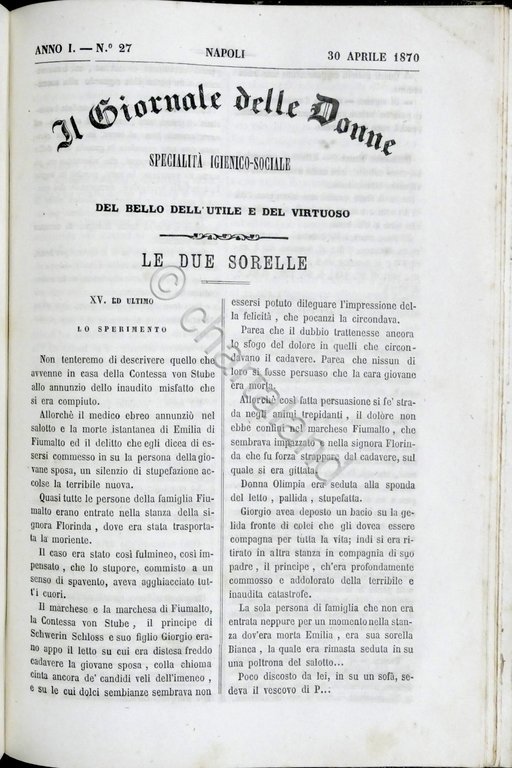 ANNO I. — N.º 27 NAPOLI 30 APRILE 1870
Il Giornale delle Donne
SPECIALITÀ IGIENICO-SOCIALE
DEL BELLO DELL'UTILE E DEL VIRTUOSO
LE DUE SORELLE
XV. ED ULTIMO
LO SPERIMENTO
Non tenteremo di descrivere quello che
avvenne in casa della Contessa von Stube
allo annunzio dello inaudito misfatto che
si era compiuto.
Allorchè il medico ebreo annunziò nel
salotto e la morte istantanea di Emilia di
Fiumalto ed il delitto che egli dicea di es-
sersi commesso in su la persona della gio-
vane sposa, un silenzio di stupefazione ac-
colse la terribile nuova.
Quasi tutte le persone della famiglia Fiu-
malto erano entrate nella stanza della si-
gnora Florinda, dove era stata trasporta-
ta la moriente.
Il caso era stato così fulmineo, così im-
pensato, che lo stupore, commisto a un
senso di spavento, aveva agghiacciato tut-
t'i cuori.
Il marchese e la marchesa di Fiumalto,
la Contessa von Stube, il principe di
Schwerin Schloss e suo figlio Giorgio era-
no appo il letto su cui era distesa freddo
cadavere la giovane sposa, colla chioma
cinta ancora de' candidi veli dell'imeneo,
e su le cui dolci sembianze sembrava non
essersi potuto dileguare l'impressione del-
la felicità, che pocanzi la circondava.
Parea che il dubbio trattenesse ancora
lo sfogo del dolore in quelli che circon-
davano il cadavere. Parea che nissun di
loro si fosse persuaso che la cara giovane
era morta.
Allorchè così fatta persuasione si fe' stra-
da negli animi trepidanti, il dolore non
ebbe confini nel marchese Fiumalto, che
sembrava impazzato e nella signora Florin-
da che fu forza strappare dal cadavere, sul
quale si era gittata.
Donna Olimpia era seduta alla sponda
del letto, pallida, stupefatta.
Giorgio avea deposto un bacio su la ge-
lida fronte di colei che gli dovea essere
compagna per tutta la vita; indi si era ri-
tirato in altra stanza in compagnia di suo
padre, il principe, ch'era profondamente
commosso e addolorato della terribile e
inaudita catastrofe.
La sola persona di famiglia che non era
entrata neppure per un momento nella stan-
za dov'era morta Emilia, era sua sorella
Bianca, la quale era rimasta seduta in su
una poltrona del salotto...
Poco discosto da lei, in su un sofà, se-
deva il vescovo di P...
© chartaland